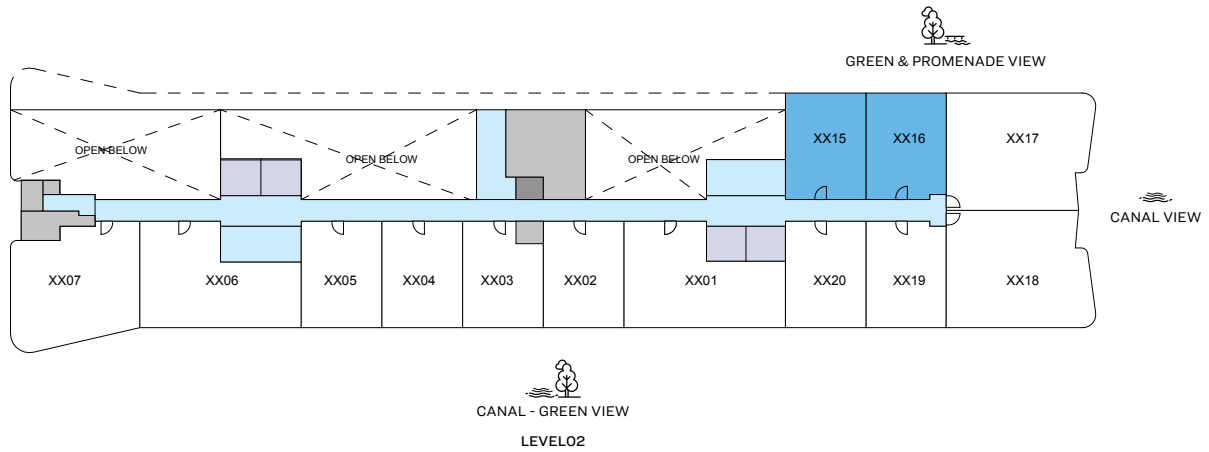 GREEN & PROMENADE VIEW
XX15
XX16
XX17
OPEN BELOW
OPEN BELOW
OPEN BELOW
CANAL VIEW
XX07
XX06
XX05
XX04
XX03
XX02
XX01
XX20
XX19
XX18
CANAL - GREEN VIEW
LEVEL02